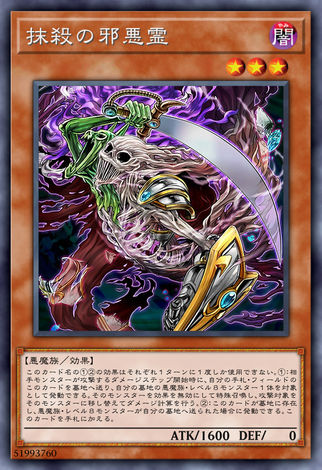 抹殺の邪悪霊
闇
やみ
【悪魔族／効果】
このカード名の①②の効果はそれぞれ１ターンに１度しか使用できない。①：相
手モンスターが攻撃するダメージステップ開始時に、自分の手札・フィールドの
このカードを墓地へ送り、自分の墓地の悪魔族・レベル８モンスター１体を対象
として発動できる。そのモンスターを効果を無効にして特殊召喚し、攻撃対象を
そのモンスターに移し替えてダメージ計算を行う。②：このカードが墓地に存在
し、悪魔族・レベル８モンスターが自分の墓地へ送られた場合に発動できる。こ
のカードを手札に加える。
ATK/1600 DEF/ 0
51993760